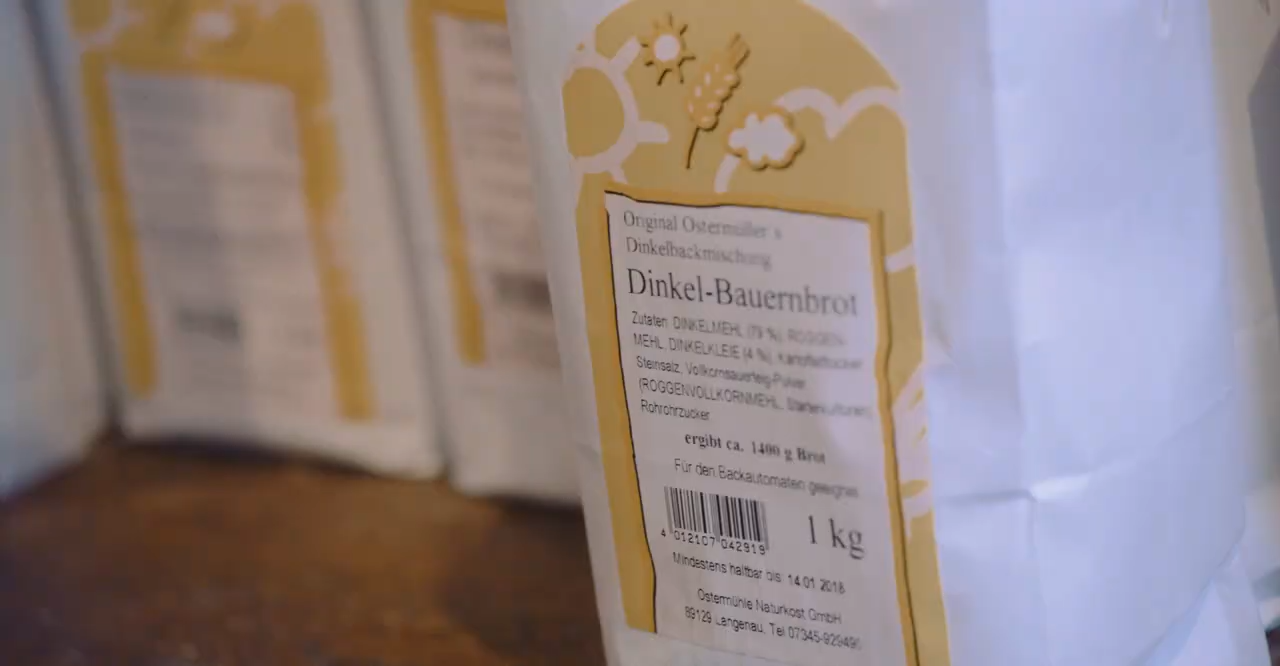 Original Ostermüller's
Dinkelbackmischung
Dinkel-Bauernbrot
Zutaten: DINKELMEHL (79 %), ROGGEN-
MEHL, DINKELKLEIE (4 %), Kartoffelflocken
Steinsalz, Vollkornsauerteig-Pulver
(ROGGENVOLLKORNMEHL, Starterkulturen)
Rohrohrzucker
ergibt ca. 1400 g Brot
Für den Backautomaten geeignet
1 kg
4 012107 042919
Mindestens haltbar bis 14.01.2018
Ostermühle Naturkost GmbH
89129 Langenau, Tel 07345-929490